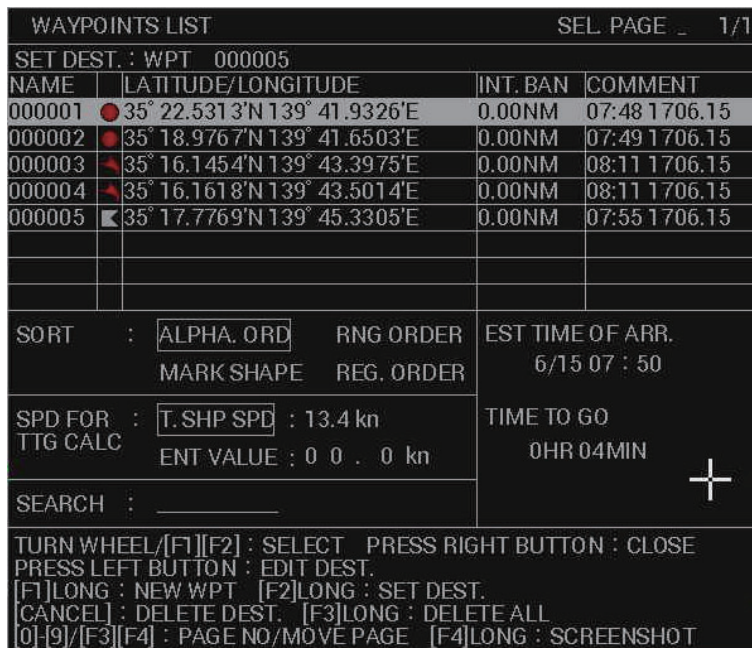 WAYPOINTS LIST SEL. PAGE _ 1/1
SET DEST. : WPT 000005
NAME LATITUDE/LONGITUDE INT. BAN COMMENT
000001 35° 22.5313'N 139° 41.9326'E 0.00NM 07:48 1706.15
000002 35° 18.9767'N 139° 41.6503'E 0.00NM 07:49 1706.15
000003 35° 16.1454'N 139° 43.3975'E 0.00NM 08:11 1706.15
000004 35° 16.1618'N 139° 43.5014'E 0.00NM 08:11 1706.15
000005 35° 17.7769'N 139° 45.3305'E 0.00NM 07:55 1706.15
SORT : ALPHA. ORD RNG ORDER
MARK SHAPE REG. ORDER
EST TIME OF ARR.
6/15 07 : 50
SPD FOR TTG CALC : T. SHP SPD : 13.4 kn
ENT VALUE : 0 0 . 0 kn
TIME TO GO
0HR 04MIN
SEARCH : __________
TURN WHEEL/[F1][F2] : SELECT PRESS RIGHT BUTTON : CLOSE
PRESS LEFT BUTTON : EDIT DEST.
[F1]LONG : NEW WPT [F2]LONG : SET DEST.
[CANCEL] : DELETE DEST. [F3]LONG : DELETE ALL
[0]-[9]/[F3][F4] : PAGE NO/MOVE PAGE [F4]LONG : SCREENSHOT